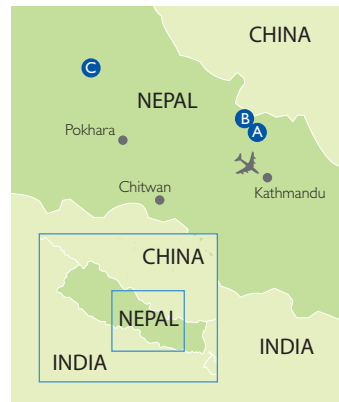 CHINA
C
NEPAL
B
A
Pokhara
Chitwan
Kathmandu
CHINA
NEPAL
INDIA
INDIA